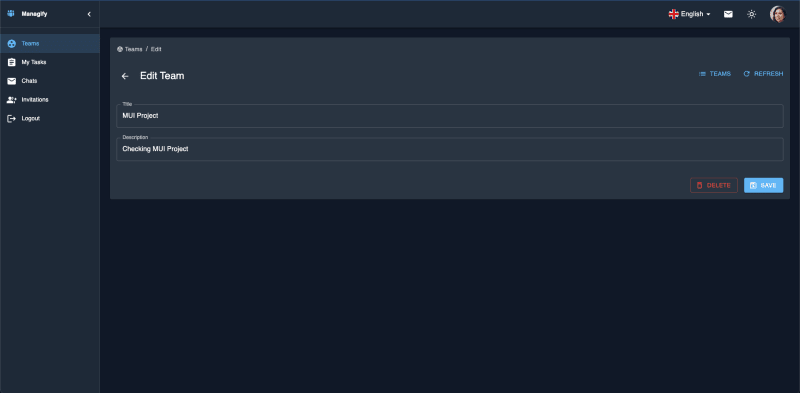 Managify
English
Teams
My Tasks
Chats
Invitations
Logout
Teams / Edit
Edit Team
TEAMS
REFRESH
Title
MUI Project
Description
Checking MUI Project
DELETE
SAVE